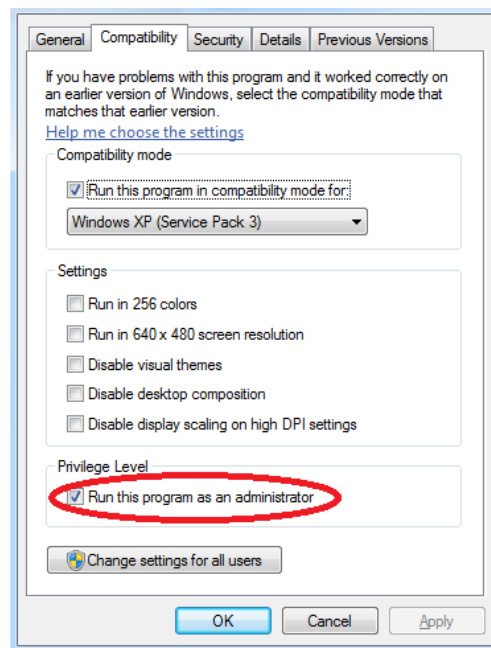 General Compatibility Security Details Previous Versions
If you have problems with this program and it worked correctly on
an earlier version of Windows, select the compatibility mode that
matches that earlier version.
Help me choose the settings
Compatibility mode
Run this program in compatibility mode for:
Windows XP (Service Pack 3)
Settings
Run in 256 colors
Run in 640 x 480 screen resolution
Disable visual themes
Disable desktop composition
Disable display scaling on high DPI settings
Privilege Level
Run this program as an administrator
Change settings for all users
OK Cancel Apply